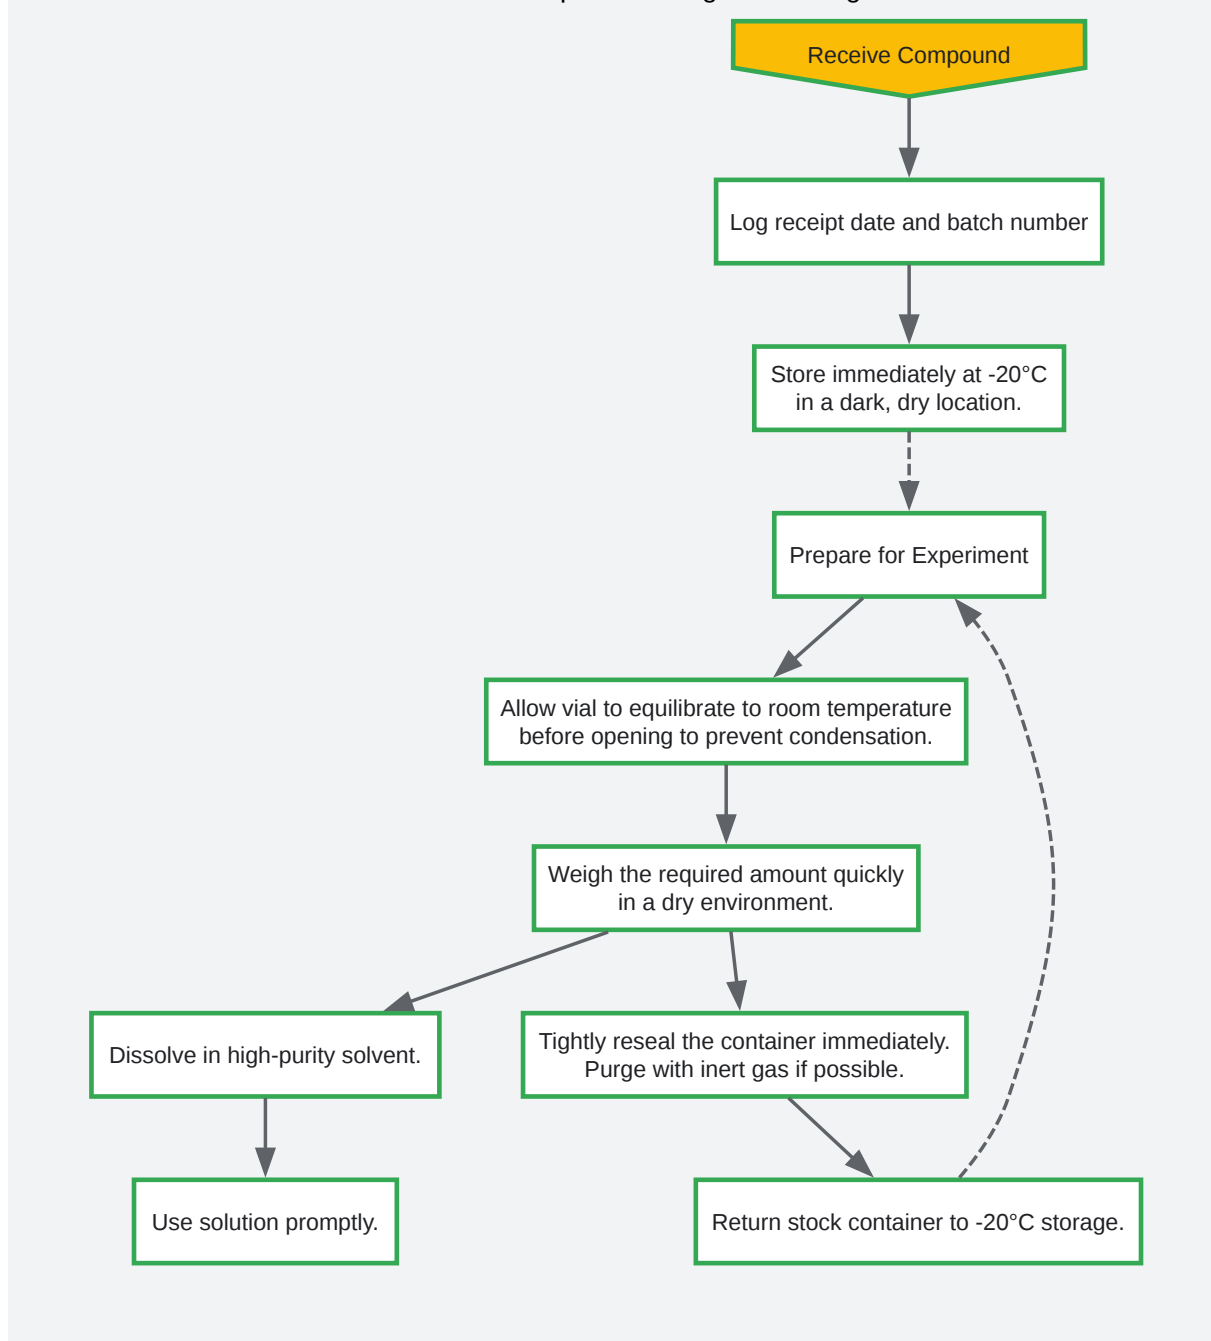 Receive Compound
Log receipt date and batch number
Store immediately at -20°C
in a dark, dry location.
Prepare for Experiment
Allow vial to equilibrate to room temperature
before opening to prevent condensation.
Weigh the required amount quickly
in a dry environment.
Dissolve in high-purity solvent.
Tightly reseal the container immediately.
Purge with inert gas if possible.
Use solution promptly.
Return stock container to -20°C storage.